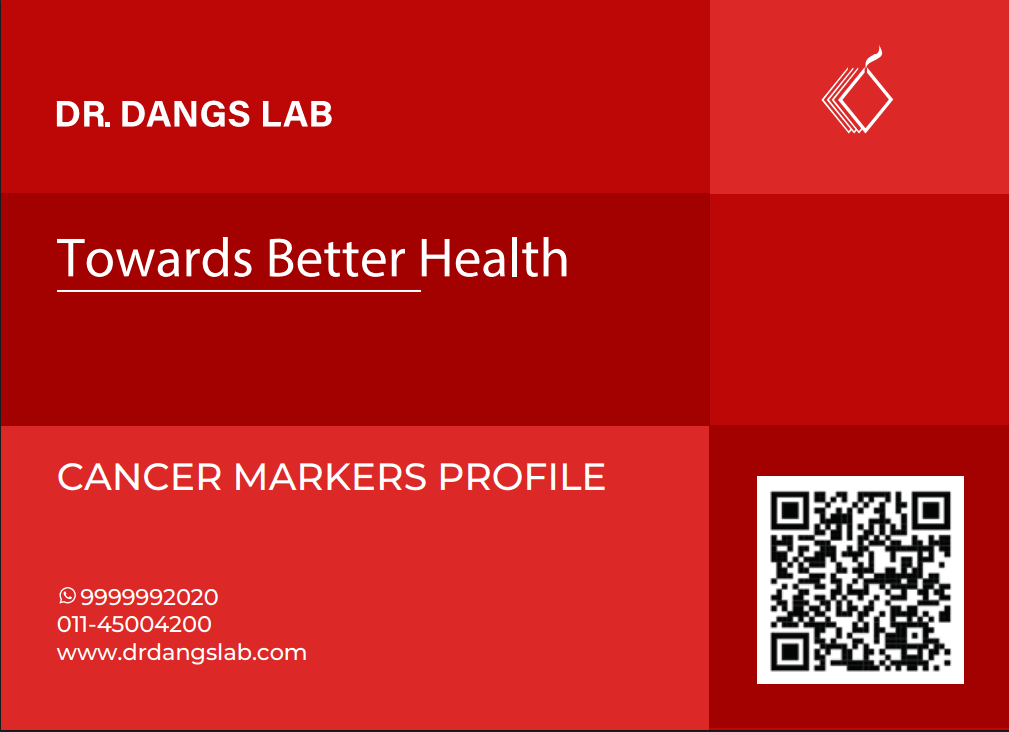 DR. DANGS LAB
Towards Better Health
CANCER MARKERS PROFILE
9999992020
011-45004200
www.drdangslab.com